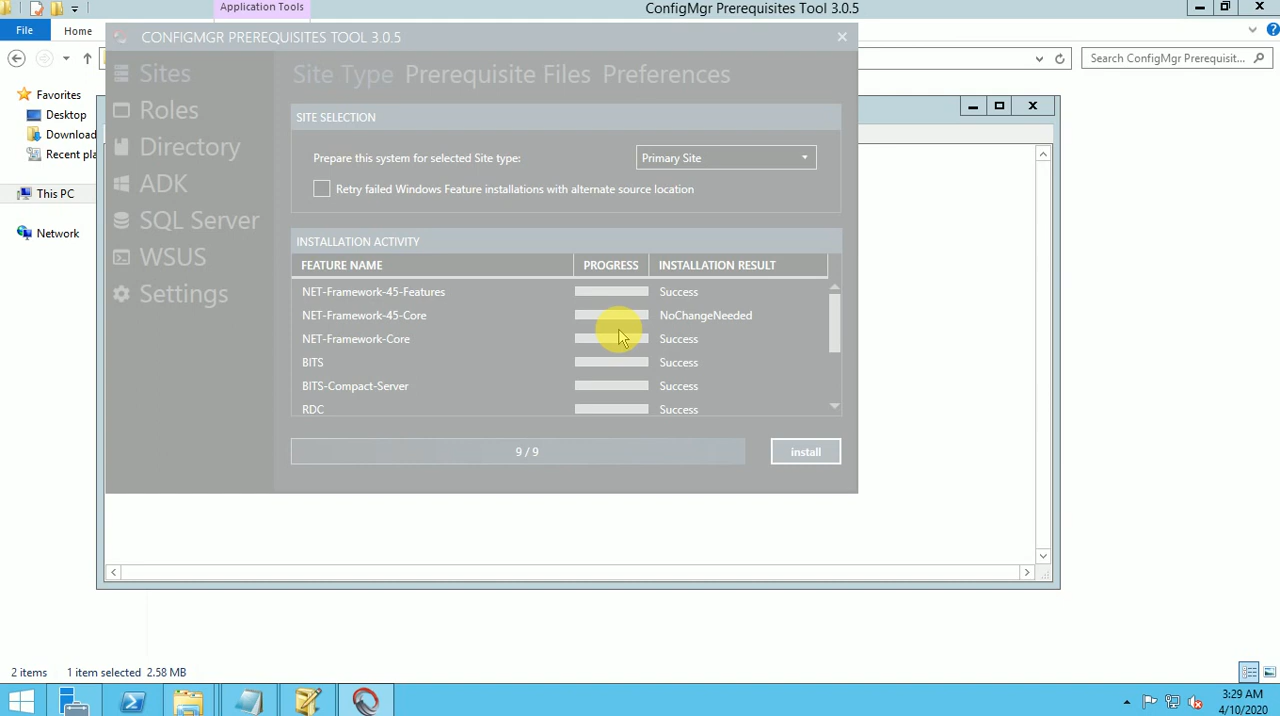 Application Tools
ConfigMgr Prerequisites Tool 3.0.5
File
Home
Search ConfigMgr Prerequisit...
Favorites
Desktop
Download
Recent pla
This PC
Network
CONFIGMGR PREREQUISITES TOOL 3.0.5
Sites
Roles
Directory
ADK
SQL Server
WSUS
Settings
Site Type Prerequisite Files Preferences
SITE SELECTION
Prepare this system for selected Site type:
Primary Site
Retry failed Windows Feature installations with alternate source location
INSTALLATION ACTIVITY
FEATURE NAME PROGRESS INSTALLATION RESULT
NET-Framework-45-Features Success
NET-Framework-45-Core NoChangeNeeded
NET-Framework-Core Success
BITS Success
BITS-Compact-Server Success
RDC Success
9 / 9
install
2 items 1 item selected 2.58 MB
3:29 AM
4/10/2020